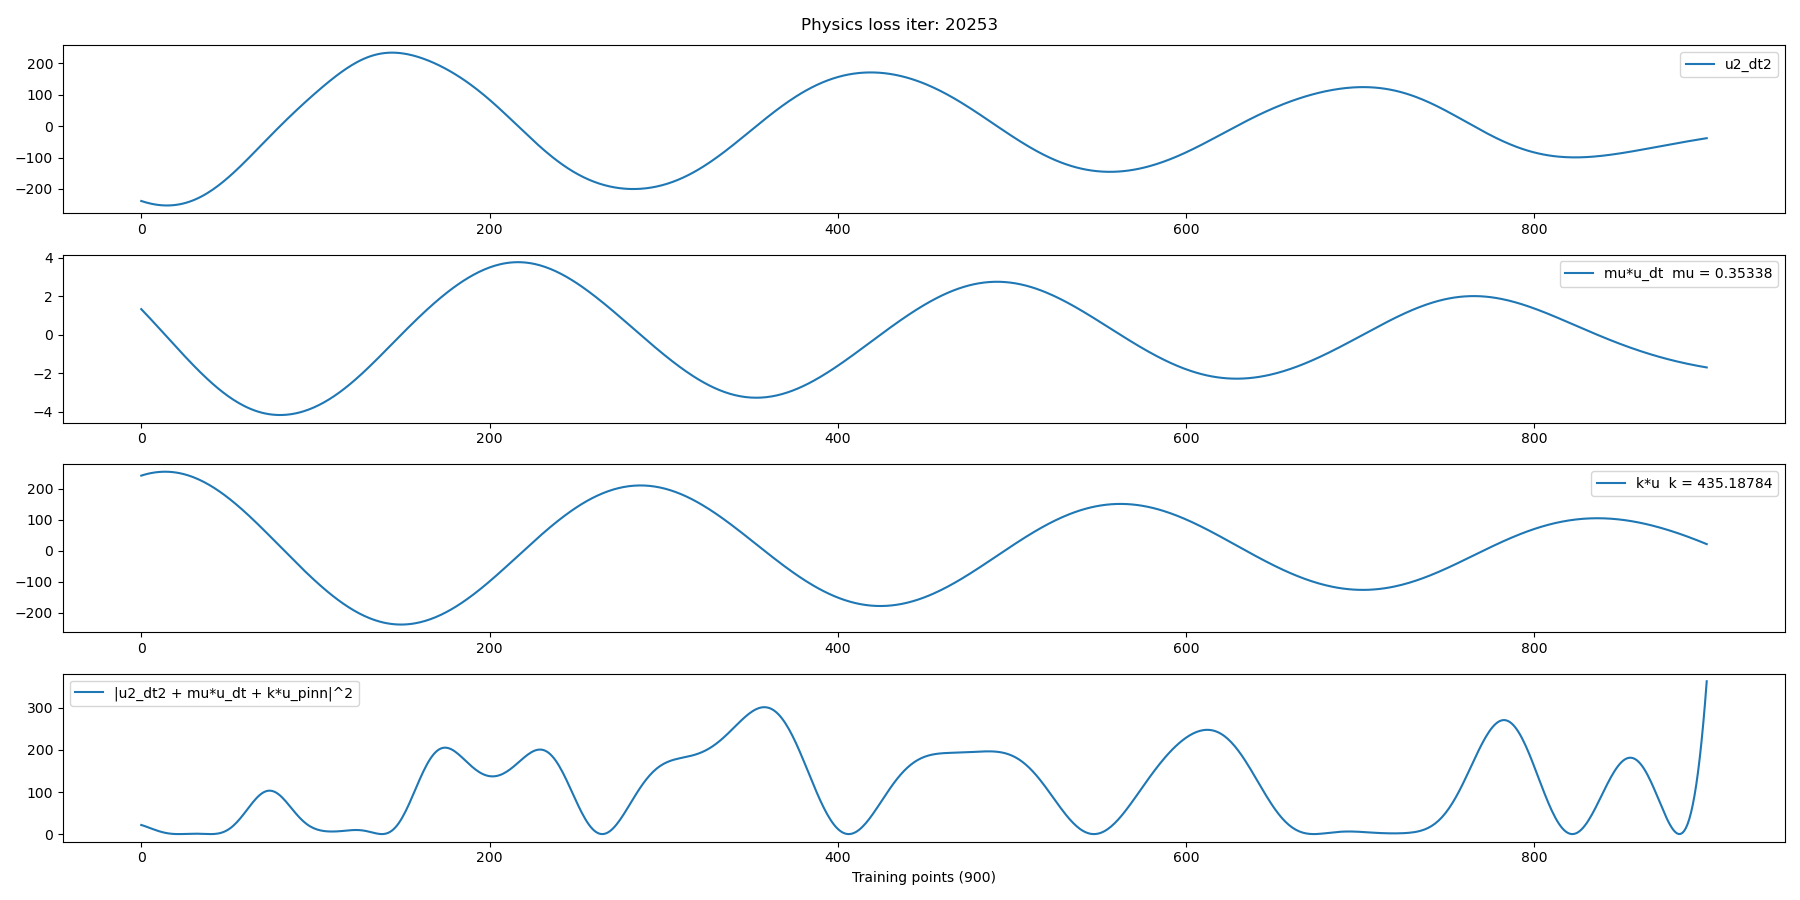 Physics loss iter: 20253
200
100
0
−100
−200
u2_dt2
0 200 400 600 800
4
2
0
−2
−4
mu*u_dt  mu = 0.35338
0 200 400 600 800
200
100
0
−100
−200
k*u  k = 435.18784
0 200 400 600 800
300
200
100
0
|u2_dt2 + mu*u_dt + k*u_pinn|^2
0 200 400 600 800
Training points (900)